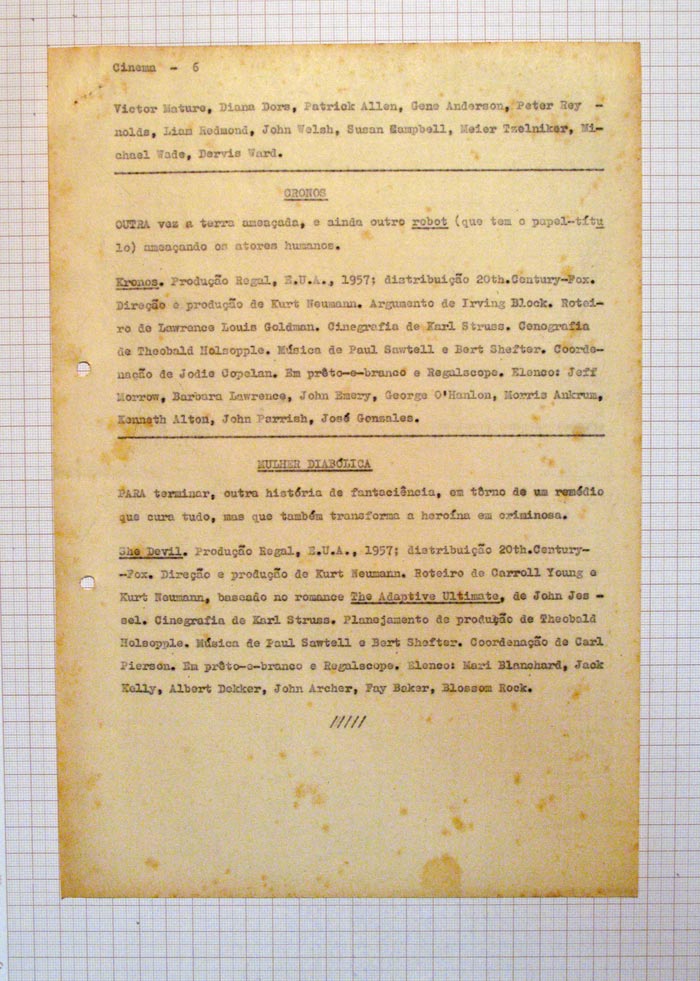 Cinema - 6
Victor Mature, Diana Dors, Patrick Allen, Gene Anderson, Peter Rey -
nolds, Liam Redmond, John Welsh, Susan Campbell, Meier Tzelniker, Mi-
chael Wade, Dervis Ward.
CRONOS
OUTRA vez a terra ameaçada, e ainda outro robot (que tem o papel-títu
lo) ameaçando os atores humanos.
Kronos. Produção Regal, E.U.A., 1957; distribuição 20th.Century-Fox.
Direção e produção de Kurt Neumann. Argumento de Irving Block. Rotei-
ro de Lawrence Louis Goldman. Cinegrafia de Karl Struss. Cenografia
de Theobald Holsopple. Música de Paul Sawtell e Bert Shefter. Coorde-
nação de Jodie Copelan. Em prêto-e-branco e Regalscope. Elenco: Jeff
Morrow, Barbara Lawrence, John Emery, George O'Hanlon, Morris Ankrum,
Kenneth Alton, John Parrish, José Gonzales.
MULHER DIABÓLICA
PARA terminar, outra história de fantaciência, em tôrno de um remédio
que cura tudo, mas que também transforma a heroína em criminosa.
She Devil. Produção Regal, E.U.A., 1957; distribuição 20th.Century-
-Fox. Direção e produção de Kurt Neumann. Roteiro de Carroll Young e
Kurt Neumann, baseado no romance The Adaptive Ultimate, de John Jes -
sel. Cinegrafia de Karl Struss. Planejamento de produção de Theobald
Holsopple. Música de Paul Sawtell e Bert Shefter. Coordenação de Carl
Pierson. Em prêto-e-branco e Regalscope. Elenco: Mari Blanchard, Jack
Kelly, Albert Dekker, John Archer, Fay Baker, Blossom Rock.
/////